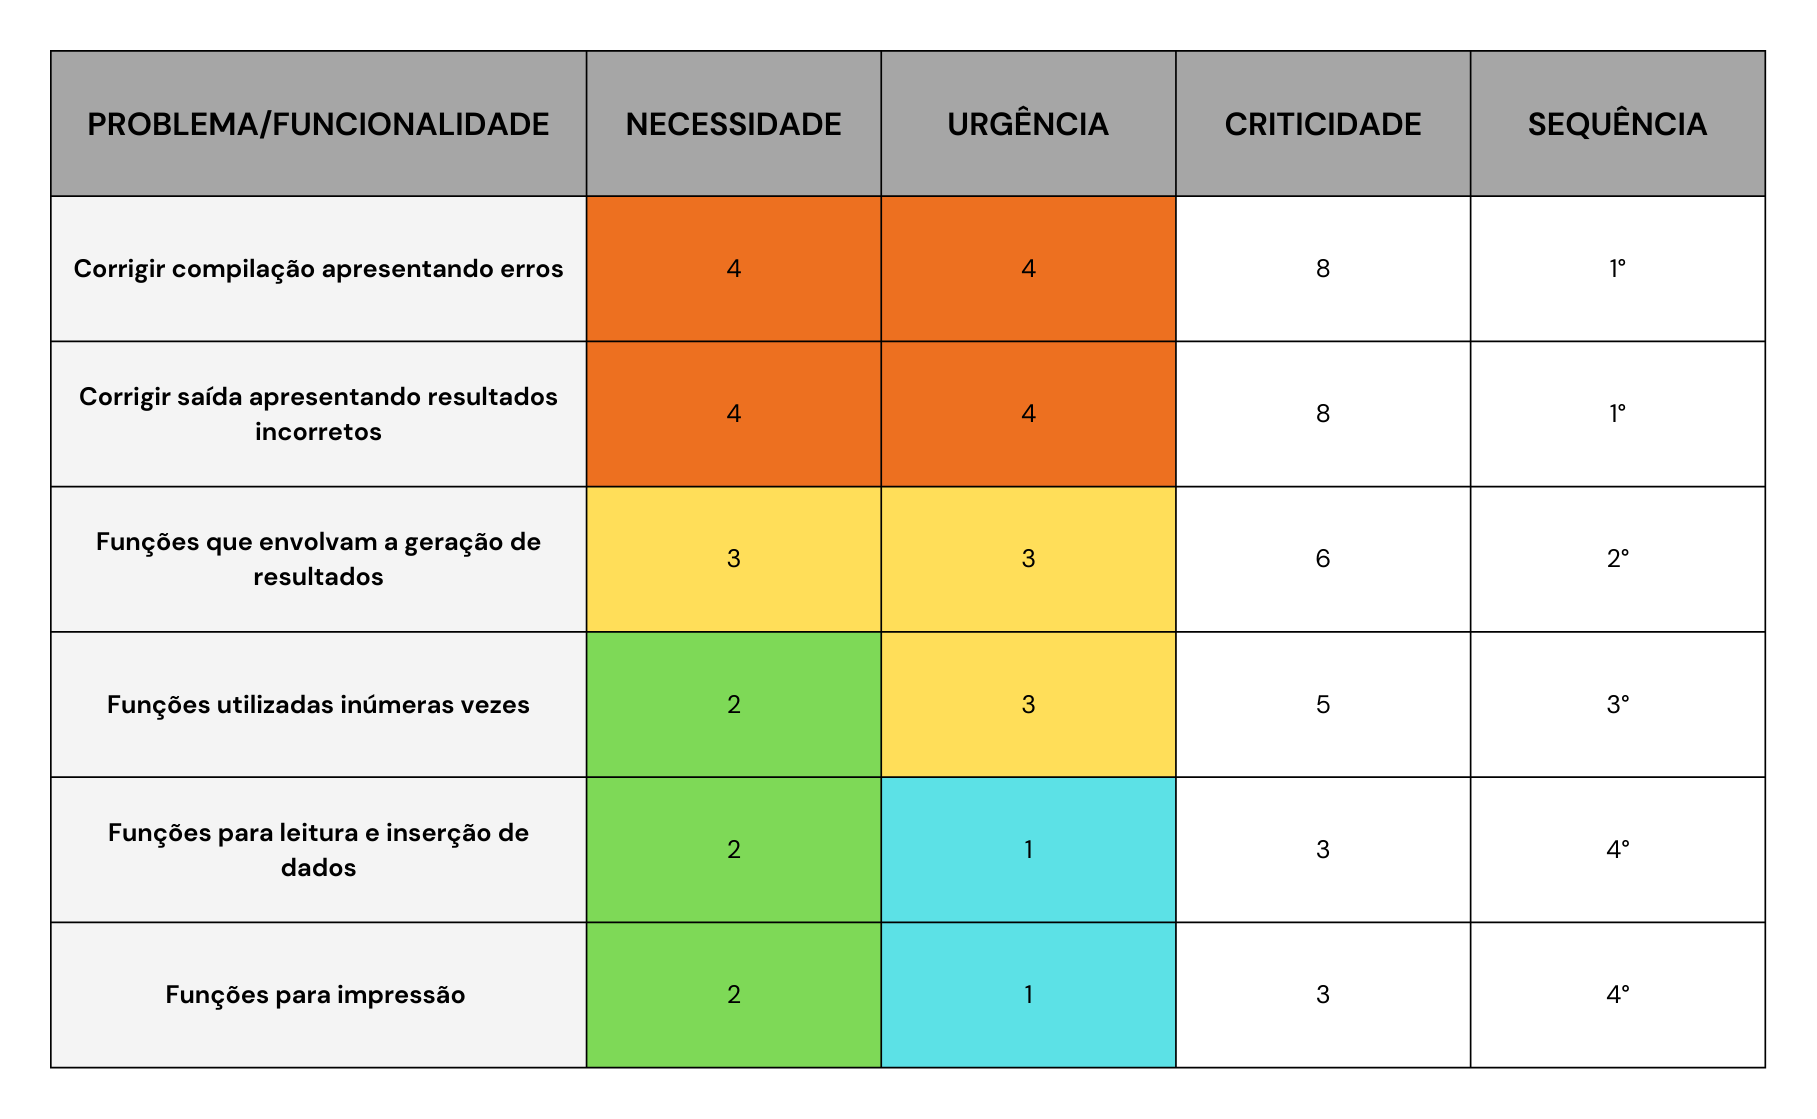 PROBLEMA/FUNCIONALIDADE NECESSIDADE URGÊNCIA CRITICIDADE SEQUÊNCIA
Corrigir compilação apresentando erros 4 4 8 1°
Corrigir saída apresentando resultados
incorretos 4 4 8 1°
Funções que envolvam a geração de
resultados 3 3 6 2°
Funções utilizadas inúmeras vezes 2 3 5 3°
Funções para leitura e inserção de
dados 2 1 3 4°
Funções para impressão 2 1 3 4°